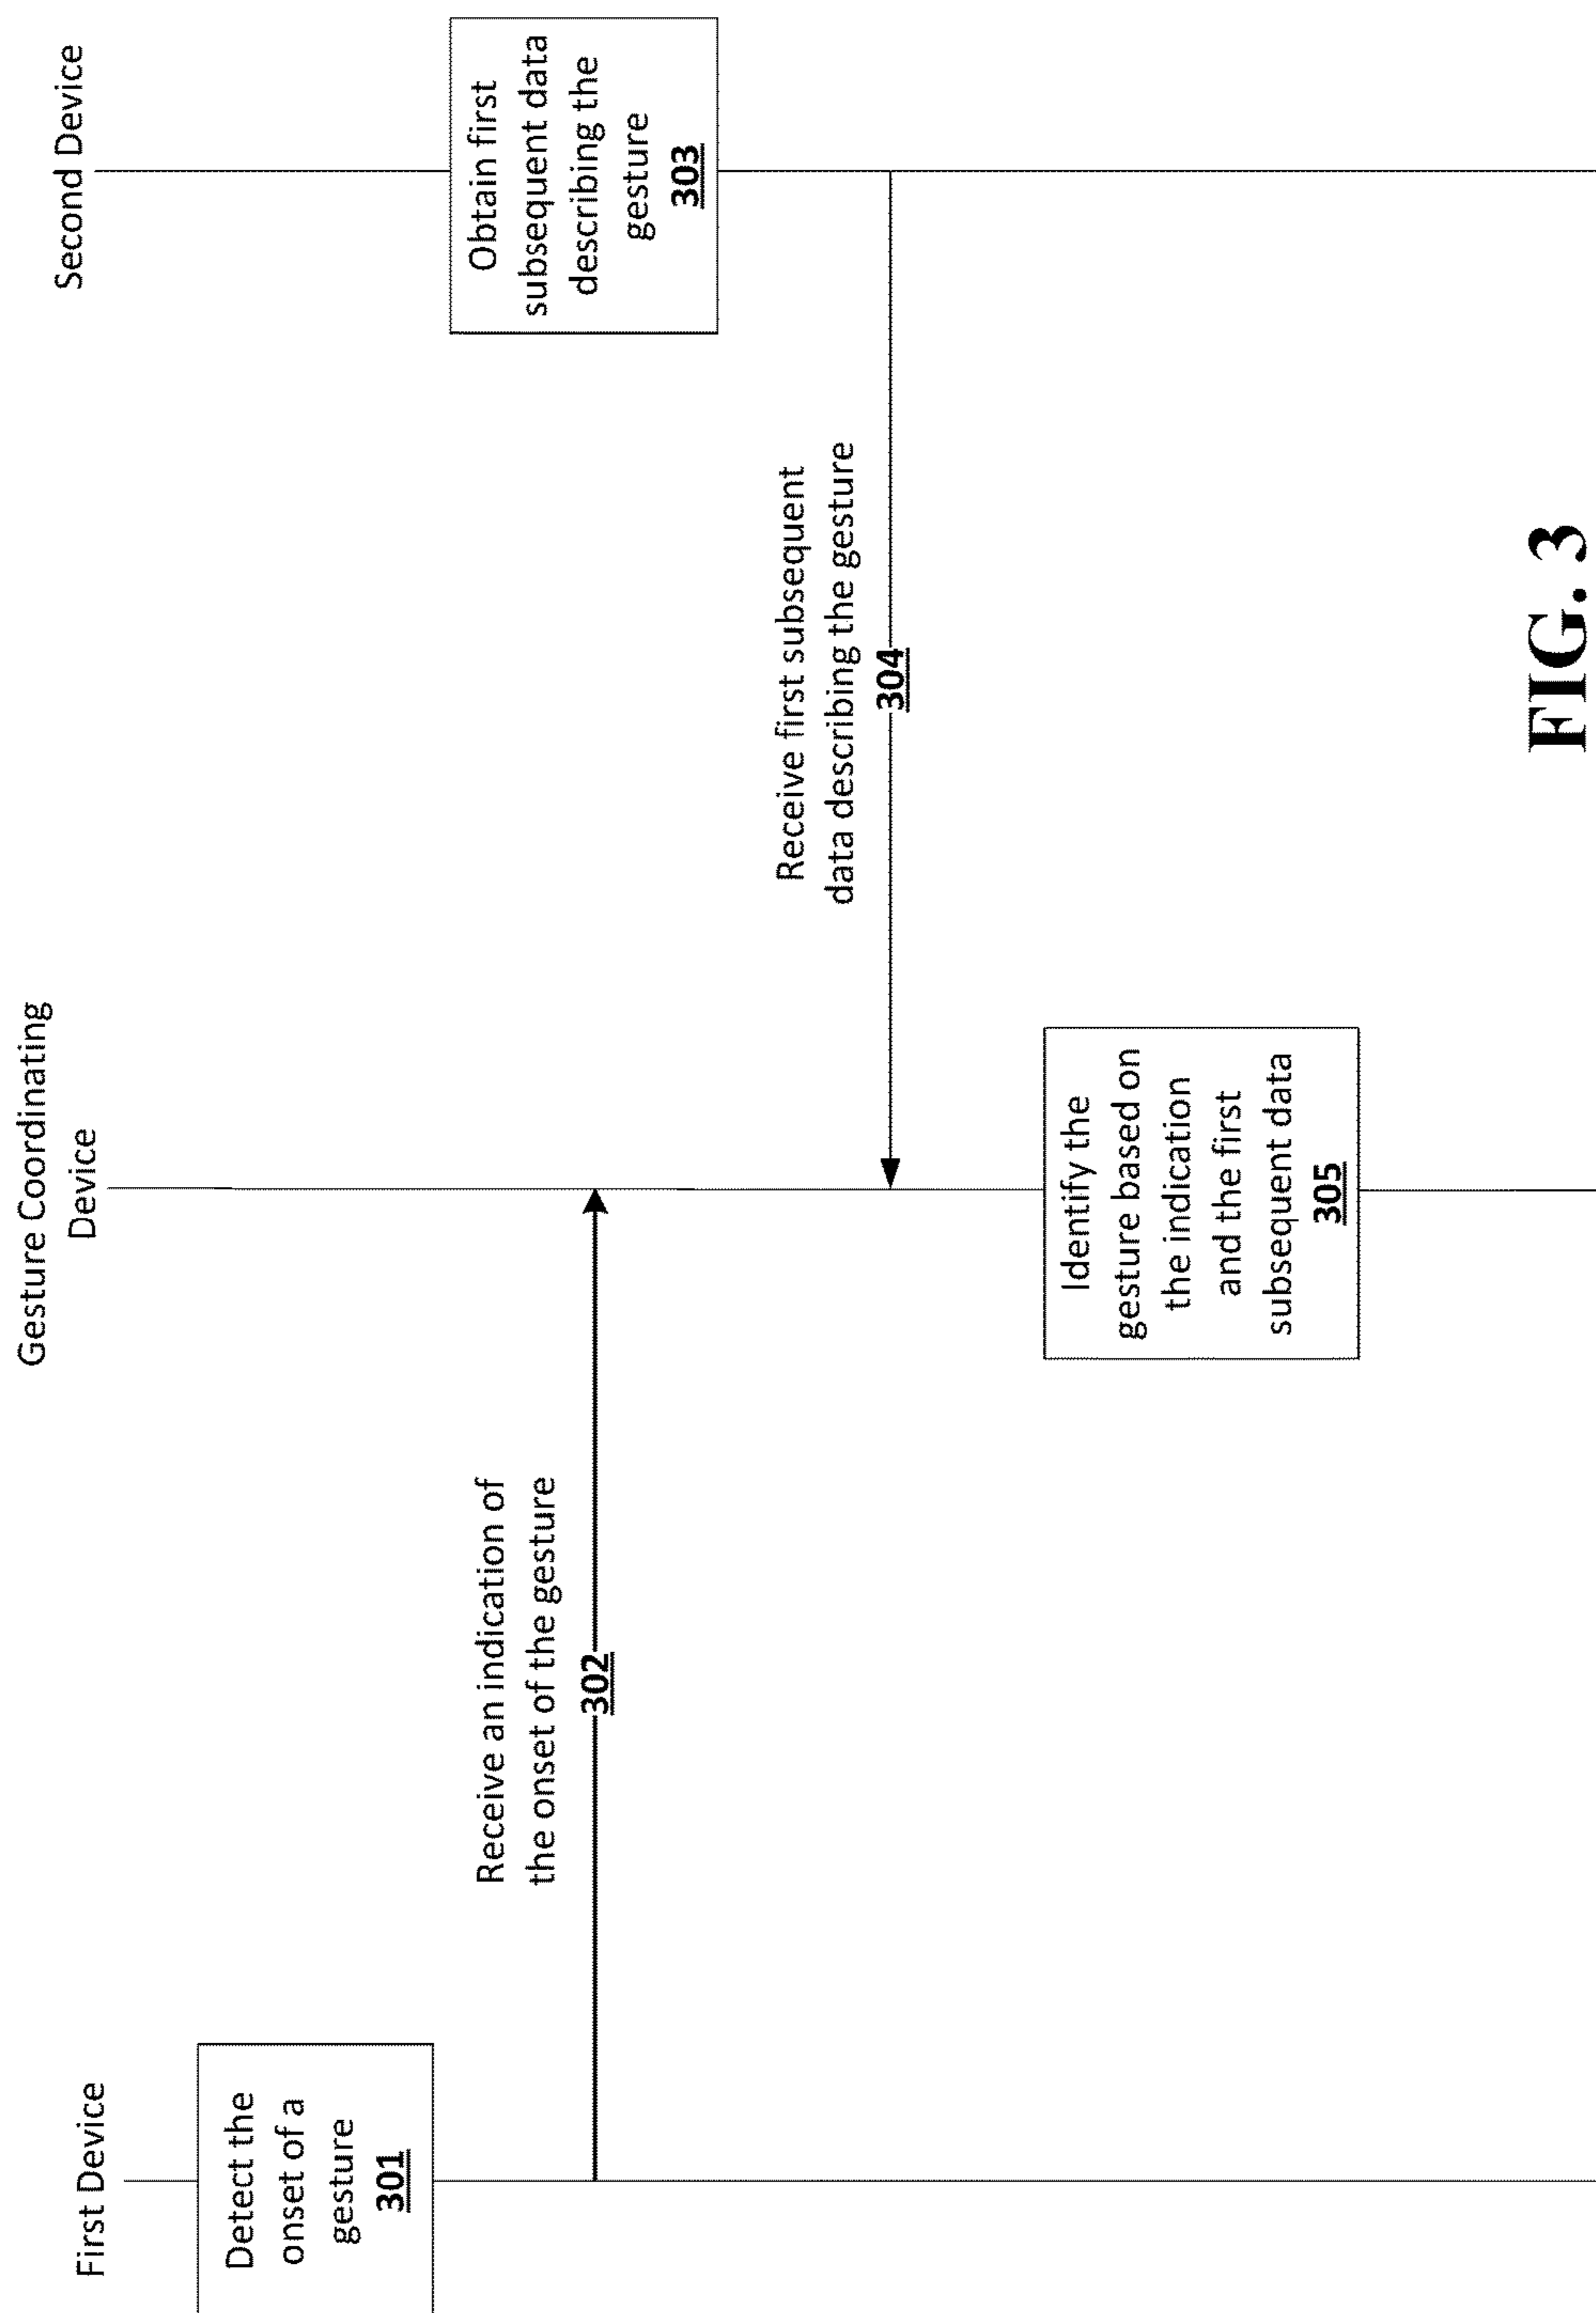 First Device
Gesture Coordinating
Device
Second Device
Detect the
onset of a
gesture
301
Receive an indication of
the onset of the gesture
302
Obtain first
subsequent data
describing the
gesture
303
Receive first subsequent
data describing the gesture
304
Identify the
gesture based on
the indication
and the first
subsequent data
305
FIG. 3